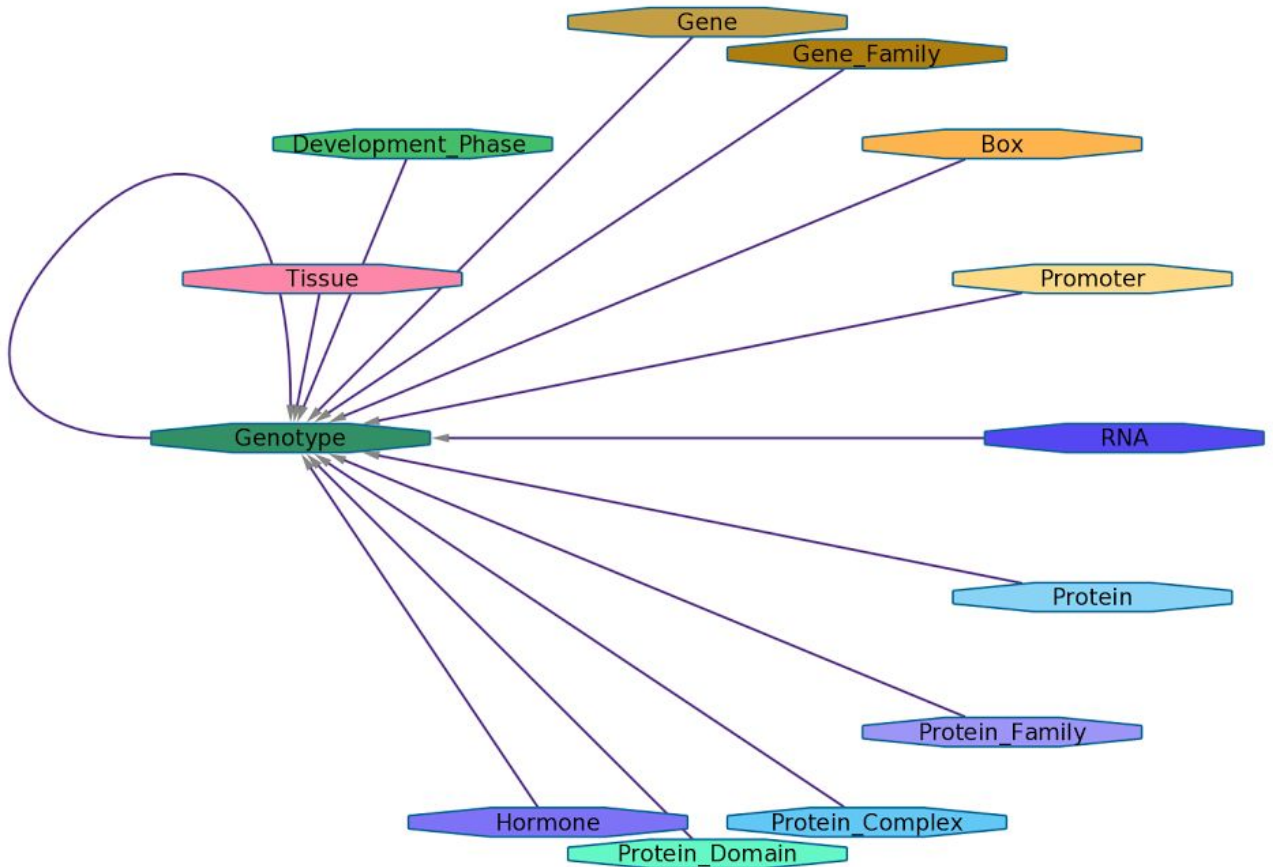 Gene
Gene_Family
Development_Phase
Box
Tissue
Promoter
Genotype
RNA
Protein
Protein_Family
Hormone
Protein_Complex
Protein_Domain